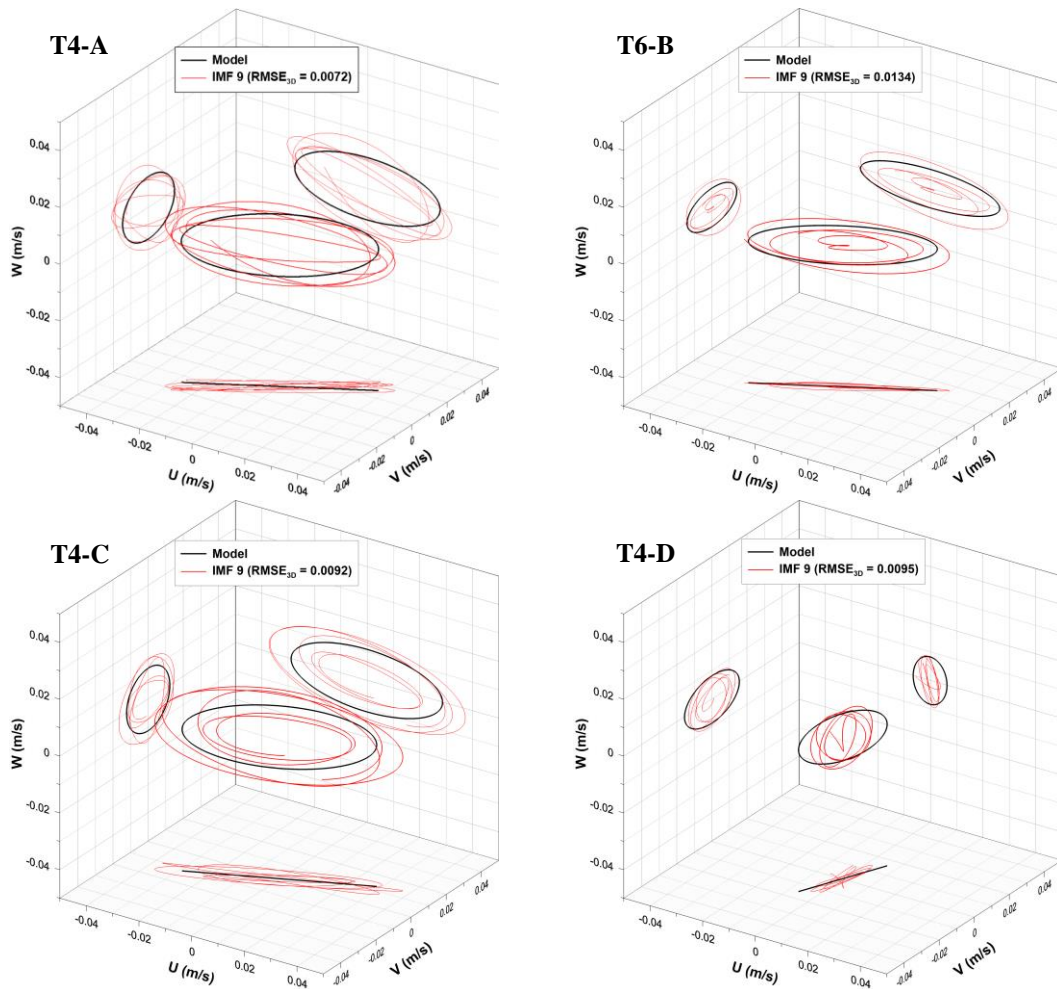 T4-A
Model
IMF 9 (RMSE3D = 0.0072)
0.04
0.02
0
-0.02
-0.04
W (m/s)
-0.04
-0.02
0
0.02
0.04
U (m/s)
-0.04
-0.02
0
0.02
0.04
V (m/s)
T6-B
Model
IMF 9 (RMSE3D = 0.0134)
0.04
0.02
0
-0.02
-0.04
W (m/s)
-0.04
-0.02
0
0.02
0.04
U (m/s)
-0.04
-0.02
0
0.02
0.04
V (m/s)
T4-C
Model
IMF 9 (RMSE3D = 0.0092)
0.04
0.02
0
-0.02
-0.04
W (m/s)
-0.04
-0.02
0
0.02
0.04
U (m/s)
-0.04
-0.02
0
0.02
0.04
V (m/s)
T4-D
Model
IMF 9 (RMSE3D = 0.0095)
0.04
0.02
0
-0.02
-0.04
W (m/s)
-0.04
-0.02
0
0.02
0.04
U (m/s)
-0.04
-0.02
0
0.02
0.04
V (m/s)